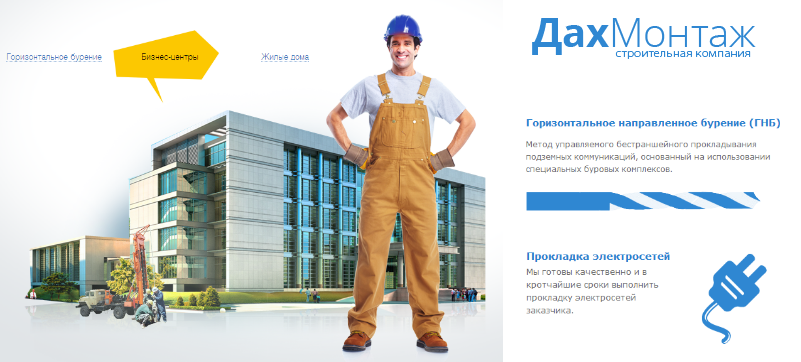 Горизонтальное бурение
Бизнес-центры
Жилые дома
ДахМонтаж
строительная компания
Горизонтальное направленное бурение (ГНБ)
Метод управляемого бестраншейного прокладывания
подземных коммуникаций, основанный на использовании
специальных буровых комплексов.
Прокладка электросетей
Мы готовы качественно и в
кротчайшие сроки выполнить
прокладку электросетей
заказчика.